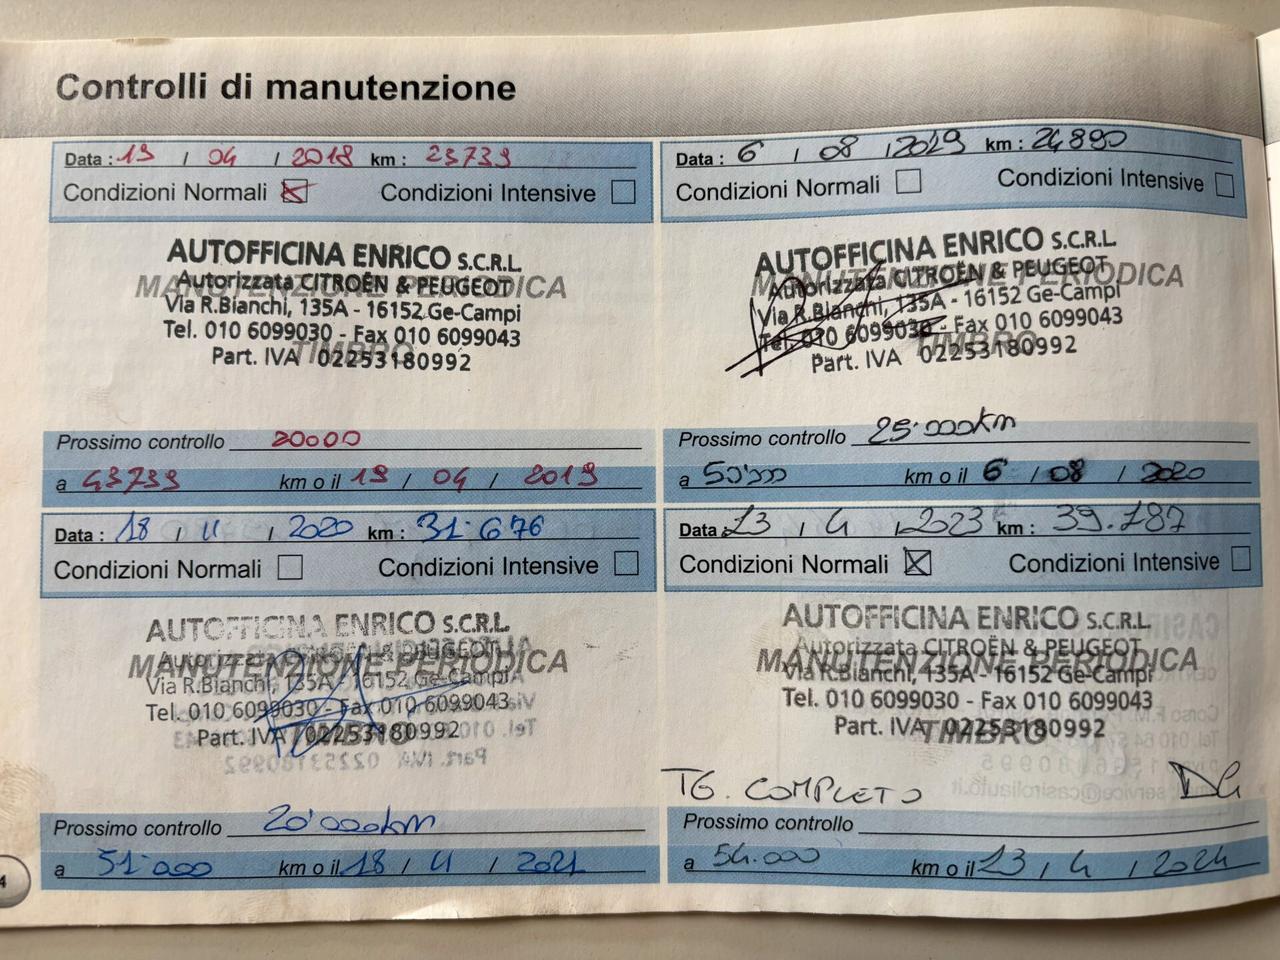 Controlli di manutenzione
Data : 19 / 04 / 2018 km : 23739
Condizioni Normali Condizioni Intensive
AUTOFFICINA ENRICO S.C.R.L.
MANUTENZIONE PERIODICA
Autorizzata CITROËN & PEUGEOT
Via R.Bianchi, 135A - 16152 Ge-Campi
Tel. 010 6099030 - Fax 010 6099043
TIMBRO
Part. IVA 02253180992
Prossimo controllo 20000
a 43739 km o il 19 / 04 / 2019
Data : 6 / 08 / 2019 km : 24890
Condizioni Normali Condizioni Intensive
AUTOFFICINA ENRICO S.C.R.L.
MANUTENZIONE PERIODICA
Autorizzata CITROËN & PEUGEOT
Via R.Bianchi, 135A - 16152 Ge-Campi
Tel. 010 6099030 - Fax 010 6099043
TIMBRO
Part. IVA 02253180992
Prossimo controllo 25.000km
a km o il 6 / 08 / 2020
Data : 18 / 11 / 2020 km : 31.676
Condizioni Normali Condizioni Intensive
AUTOFFICINA ENRICO S.C.R.L.
Autorizzata CITROËN & PEUGEOT
MANUTENZIONE PERIODICA
Via R.Bianchi, 135A - 16152 Ge-Campi
Tel. 010 6099030 - Fax 010 6099043
Part. IVA 02253180992
TIMBRO
Prossimo controllo 20.000km
a 51.000 km o il 18 / 11 / 2021
Data : 13 / 4 / 2023 km : 39.187
Condizioni Normali Condizioni Intensive
AUTOFFICINA ENRICO S.C.R.L.
Autorizzata CITROËN & PEUGEOT
MANUTENZIONE PERIODICA
Via R.Bianchi, 135A - 16152 Ge-Campi
Tel. 010 6099030 - Fax 010 6099043
Part. IVA 02253180992
TIMBRO
TG. COMPLETO
Prossimo controllo
a 54.000 km o il 13 / 4 / 2024
4